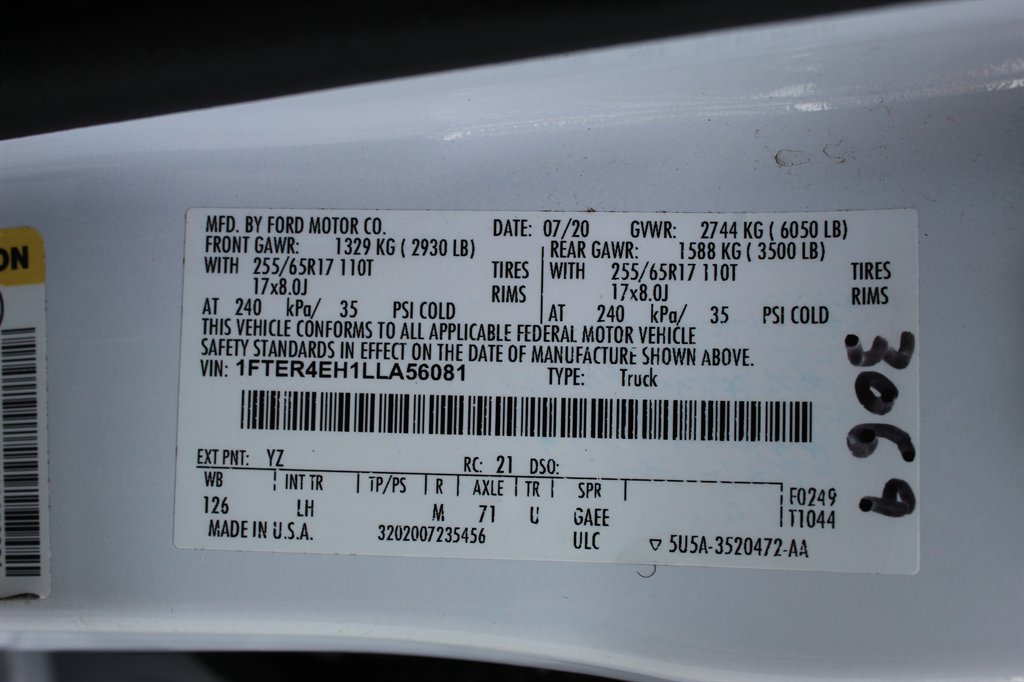 MFD. BY FORD MOTOR CO. DATE: 07/20 GVWR: 2744 KG ( 6050 LB)
FRONT GAWR: 1329 KG ( 2930 LB) REAR GAWR: 1588 KG ( 3500 LB)
WITH 255/65R17 110T TIRES WITH 255/65R17 110T TIRES
17x8.0J RIMS 17x8.0J RIMS
AT 240 kPa/ 35 PSI COLD AT 240 kPa/ 35 PSI COLD
THIS VEHICLE CONFORMS TO ALL APPLICABLE FEDERAL MOTOR VEHICLE
SAFETY STANDARDS IN EFFECT ON THE DATE OF MANUFACTURE SHOWN ABOVE.
VIN: 1FTER4EH1LLA56081 TYPE: Truck
EXT PNT: YZ RC: 21 DSO:
WB INT TR TP/PS R AXLE TR SPR F0249
126 LH M 71 U GAEE T1044
MADE IN U.S.A. 3202007235456 ULC 5U5A-3520472-AA
ON